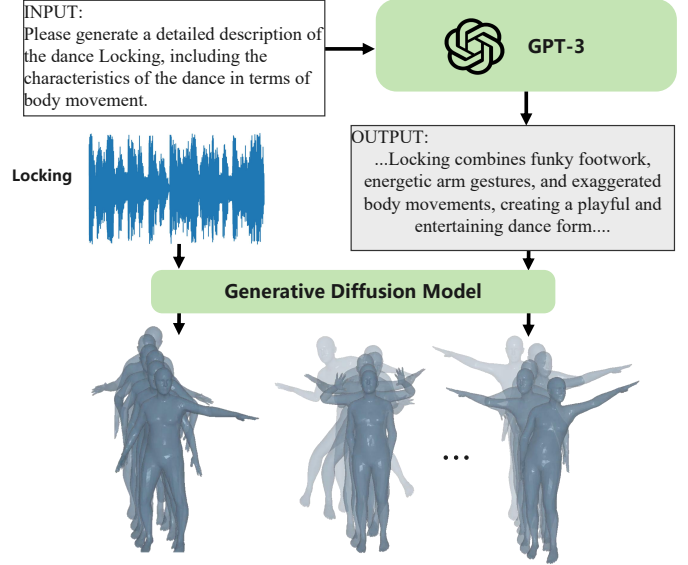 INPUT:
Please generate a detailed description of
the dance Locking, including the
characteristics of the dance in terms of
body movement.
GPT-3
Locking
OUTPUT:
...Locking combines funky footwork,
energetic arm gestures, and exaggerated
body movements, creating a playful and
entertaining dance form....
Generative Diffusion Model
...